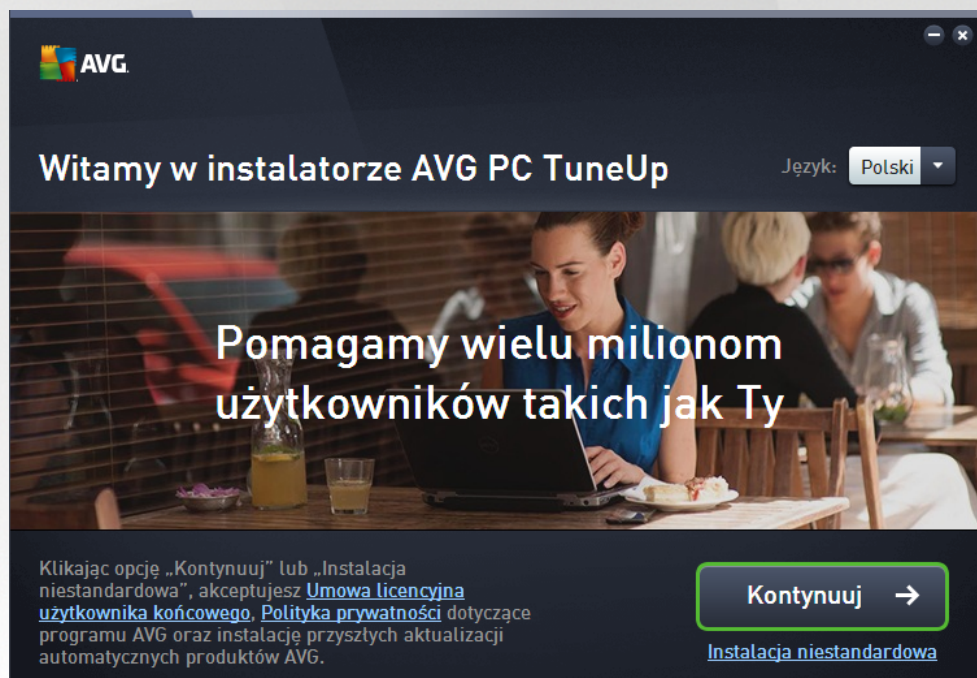 AVG
Witamy w instalatorze AVG PC TuneUp
Język: Polski
Pomagamy wielu milionom
użytkowników takich jak Ty
Klikając opcję „Kontynuuj” lub „Instalacja
niestandardowa”, akceptujesz Umowa licencyjna
użytkownika końcowego, Polityka prywatności dotyczące
programu AVG oraz instalację przyszłych aktualizacji
automatycznych produktów AVG.
Kontynuuj →
Instalacja niestandardowa